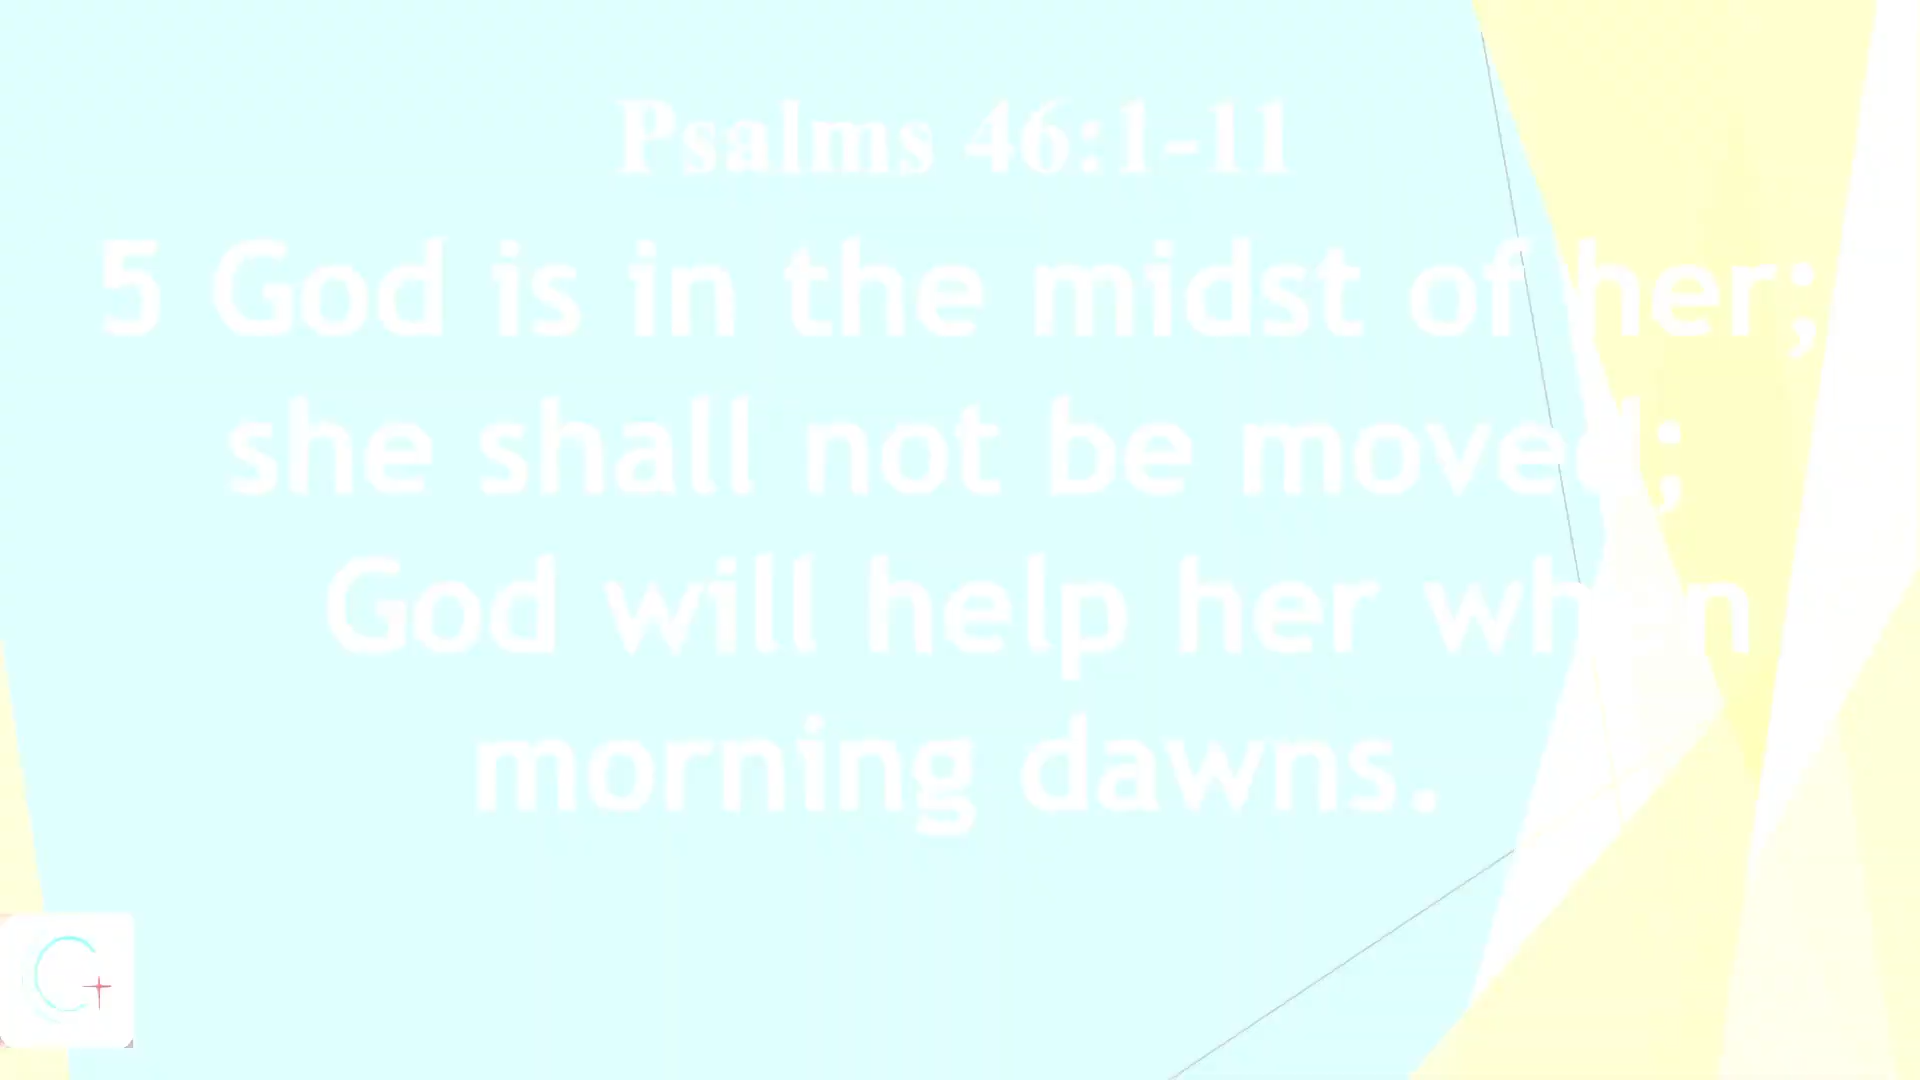 Psalms 46:1-11
5 God is in the midst of her;
she shall not be moved;
God will help her when
morning dawns.